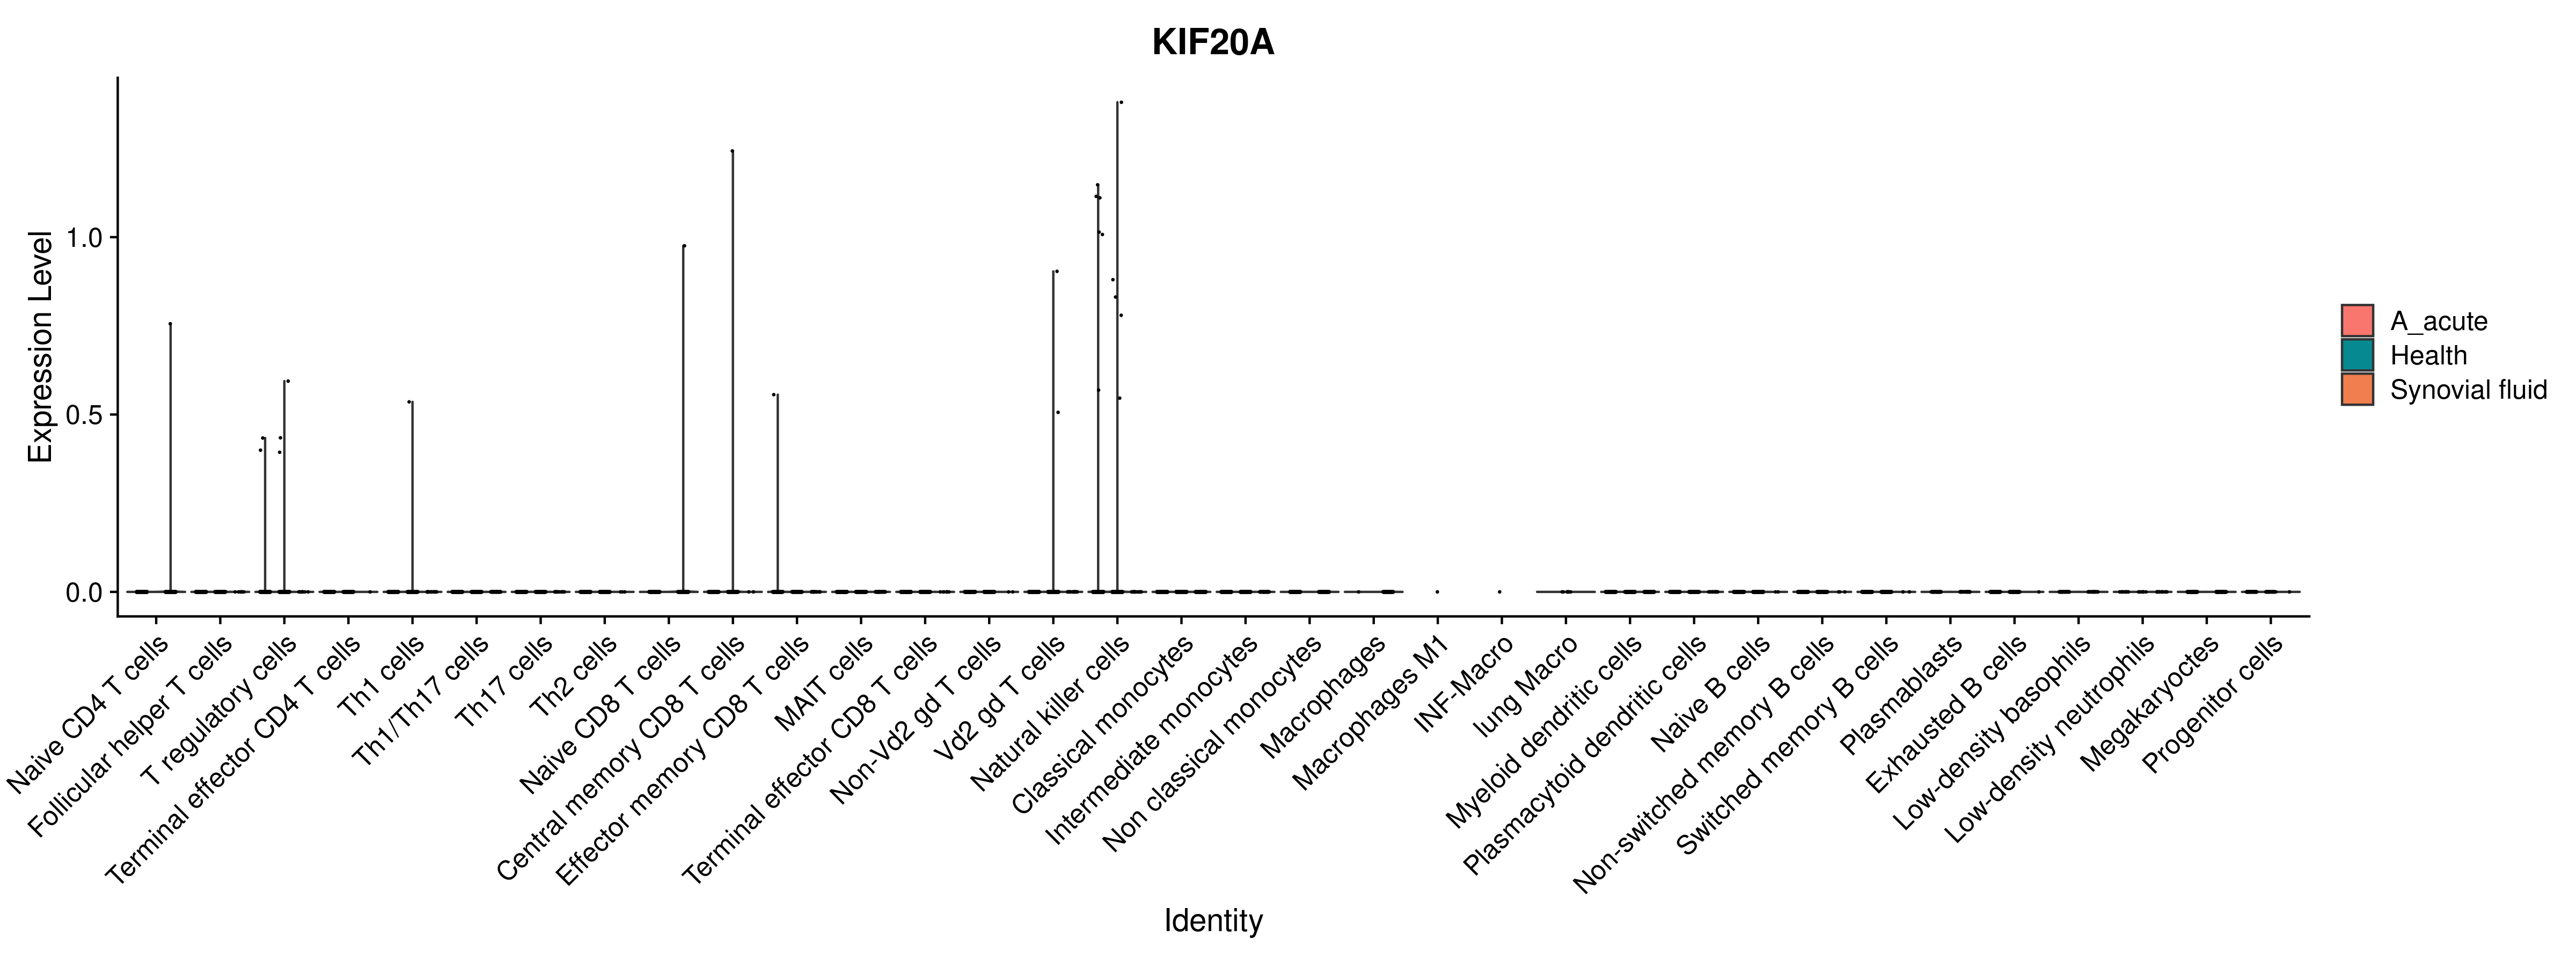 KIF20A
Expression Level
1.0
0.5
0.0
Naive CD4 T cells
Follicular helper T cells
T regulatory cells
Terminal effector CD4 T cells
Th1 cells
Th1/Th17 cells
Th17 cells
Th2 cells
Naive CD8 T cells
Central memory CD8 T cells
Effector memory CD8 T cells
MAIT cells
Terminal effector CD8 T cells
Non-Vd2 gd T cells
Vd2 gd T cells
Natural killer cells
Classical monocytes
Intermediate monocytes
Non classical monocytes
Macrophages
Macrophages M1
INF-Macro
lung Macro
Myeloid dendritic cells
Plasmacytoid dendritic cells
Naive B cells
Non-switched memory B cells
Switched memory B cells
Plasmablasts
Exhausted B cells
Low-density basophils
Low-density neutrophils
Megakaryoctes
Progenitor cells
Identity
A_acute
Health
Synovial fluid